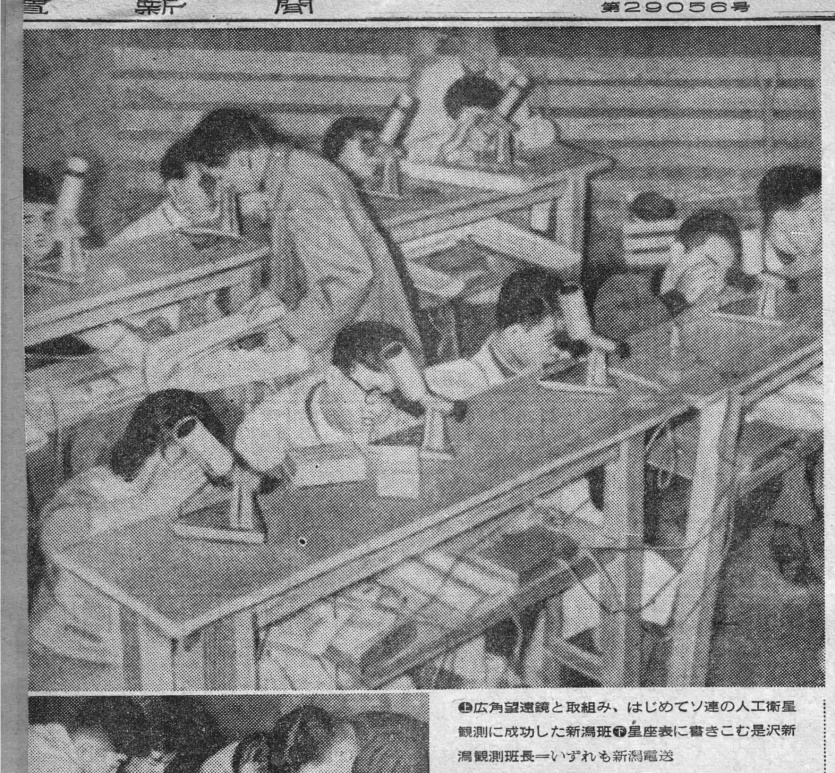 新聞
第29056号
●上広角望遠鏡と取組み、はじめてソ連の人工衛星
観測に成功した新潟班●下星座表に書きこむ是沢新
潟観測班長＝いずれも新潟電送